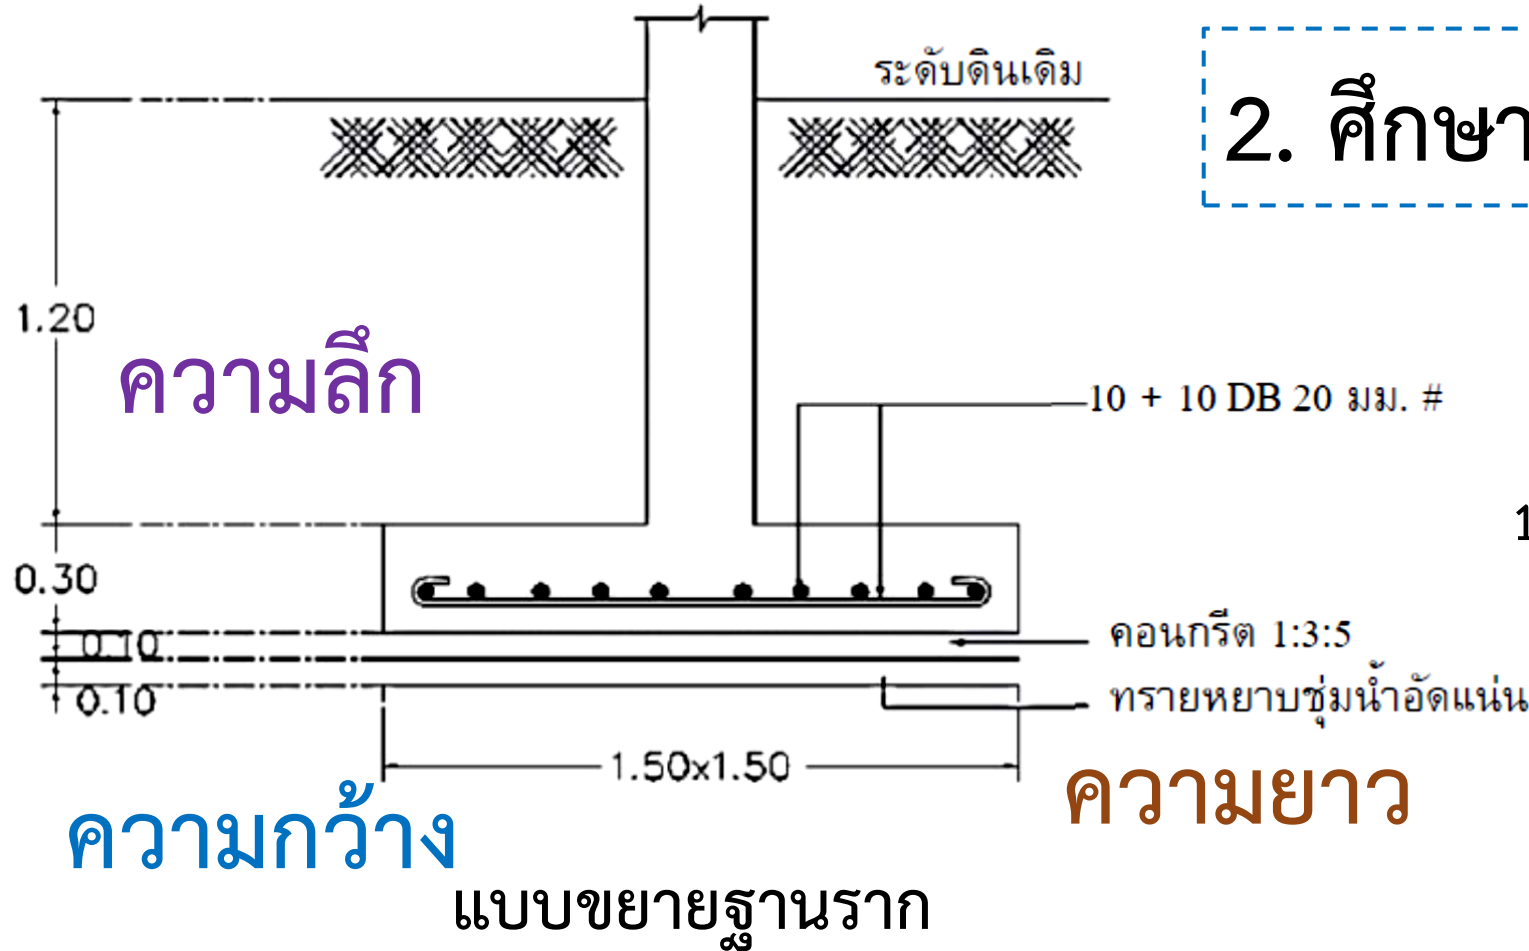 ระดับดินเดิม
2. ศึกษา
1.20
ความลึก
10 + 10 DB 20 มม. #
1
0.30
0.10
คอนกรีต 1:3:5
0.10
ทรายหยาบชุ่มน้ำอัดแน่น
1.50x1.50
ความกว้าง
ความยาว
แบบขยายฐานราก